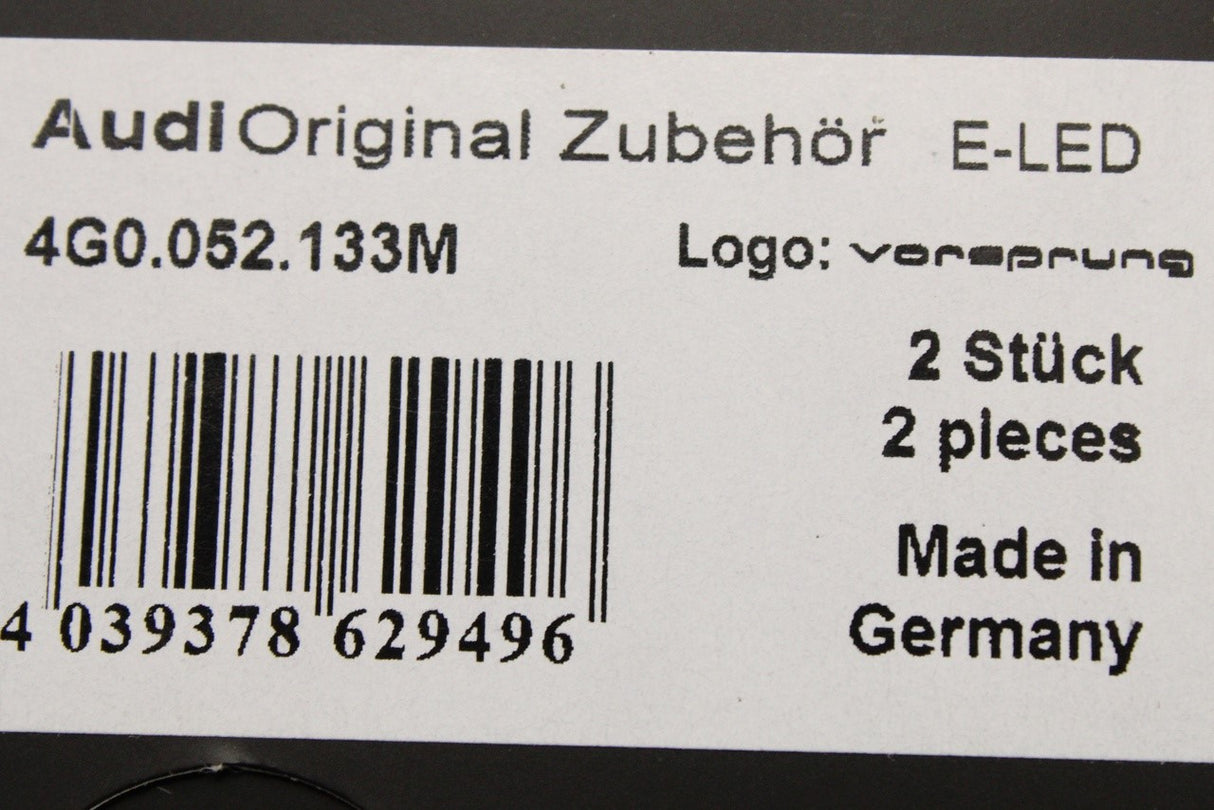 Audi Original Zubehör E-LED
4G0.052.133M
Logo: vorsprung
2 Stück
2 pieces
Made in
Germany
4 039378 629496